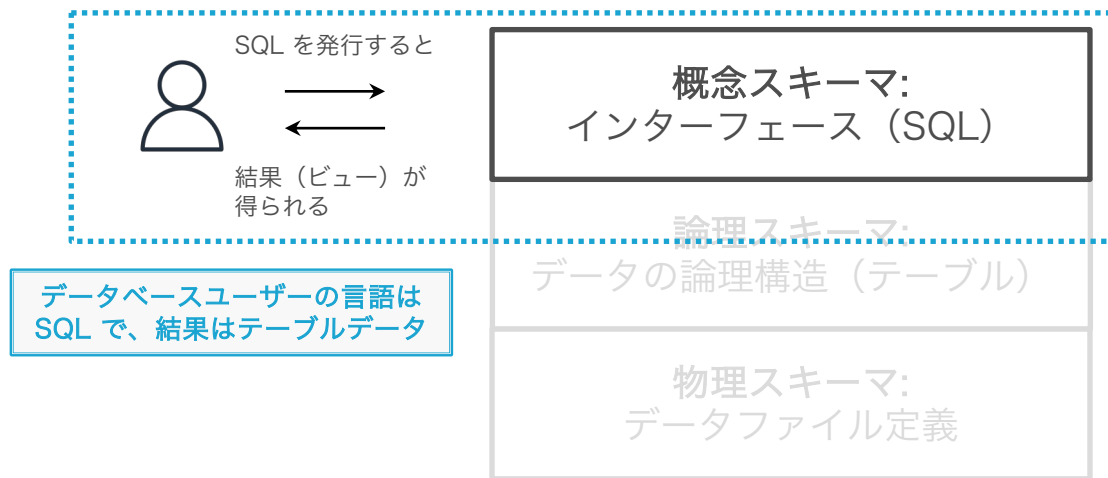 SQL を発行すると
結果（ビュー）が
得られる
概念スキーマ:
インターフェース（SQL）
論理スキーマ:
データの論理構造（テーブル）
データベースユーザーの言語は
SQL で、結果はテーブルデータ
物理スキーマ:
データファイル定義